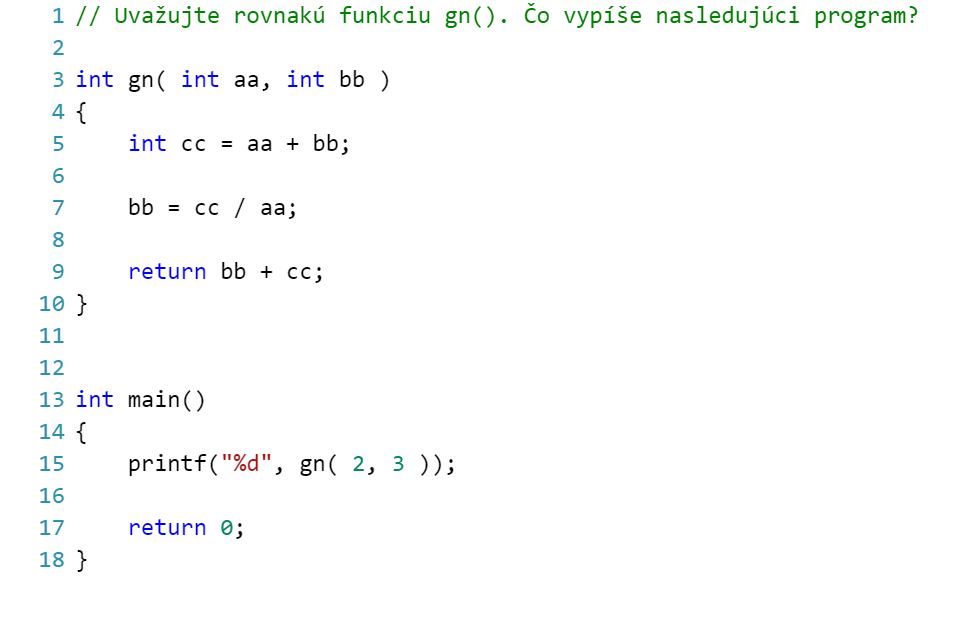 1 // Uvažujte rovnakú funkciu gn(). Čo vypíše nasledujúci program?
2
3 int gn( int aa, int bb )
4 {
5     int cc = aa + bb;
6
7     bb = cc / aa;
8
9     return bb + cc;
10 }
11
12
13 int main()
14 {
15     printf("%d", gn( 2, 3 ));
16
17     return 0;
18 }